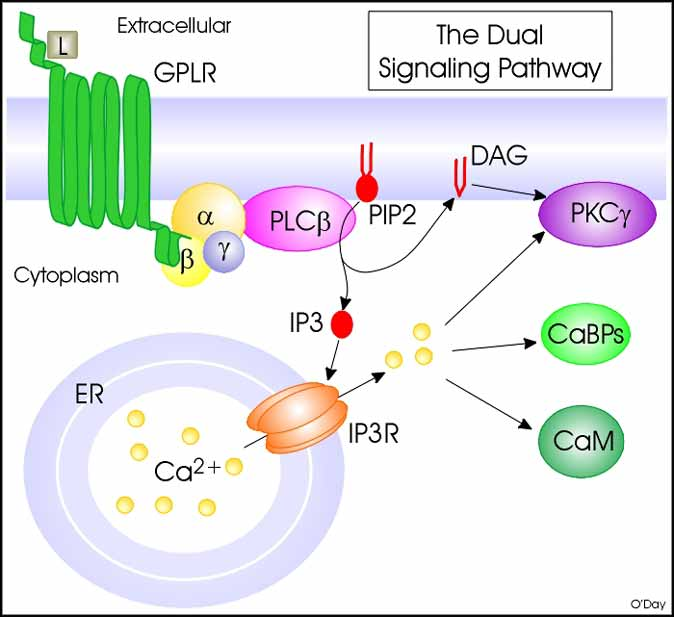 Extracellular
The Dual
Signaling Pathway
L
GPLR
DAG
PIP2
α
PLCβ
PKCγ
β
γ
Cytoplasm
IP3
CaBPs
ER
IP3R
CaM
Ca2+
O'Day